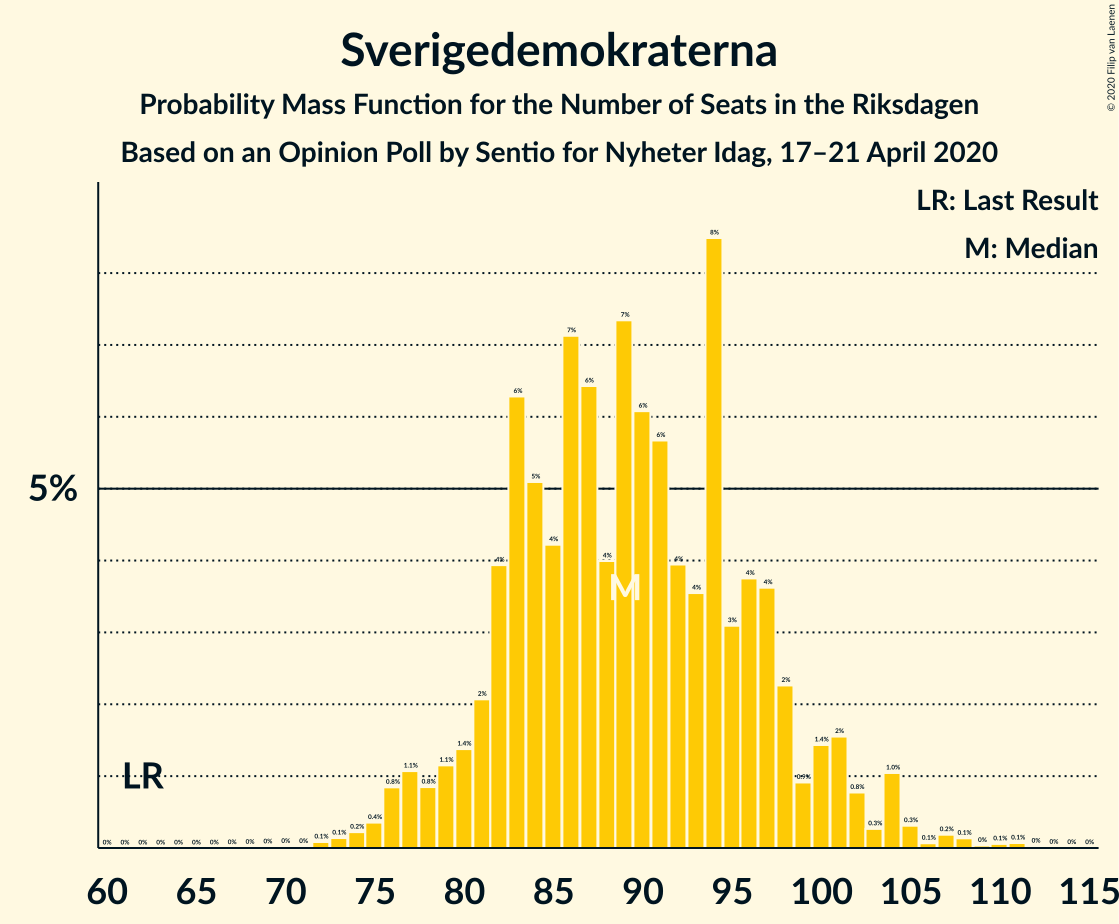 Sverigedemokraterna
Probability Mass Function for the Number of Seats in the Riksdagen
Based on an Opinion Poll by Sentio for Nyheter Idag, 17–21 April 2020
© 2020 Filip van Laenen
LR: Last Result
M: Median
5%
LR
M
0% 0% 0% 0% 0% 0% 0% 0% 0% 0% 0% 0% 0.1% 0.1% 0.2% 0.4% 0.8% 1.1% 0.8% 1.1% 1.4% 2% 4% 6% 5% 4% 7% 6% 4% 7% 6% 6% 4% 4% 8% 3% 4% 4% 2% 0.9% 1.4% 2% 0.8% 0.3% 1.0% 0.3% 0.1% 0.2% 0.1% 0% 0.1% 0.1% 0% 0% 0% 0%
60 65 70 75 80 85 90 95 100 105 110 115